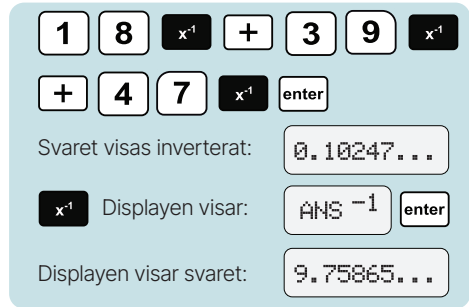 1 8 x⁻¹ + 3 9 x⁻¹
+ 4 7 x⁻¹ enter
Svaret visas inverterat: 0.10247...
x⁻¹ Displayen visar: ANS ⁻¹ enter
Displayen visar svaret: 9.75865...